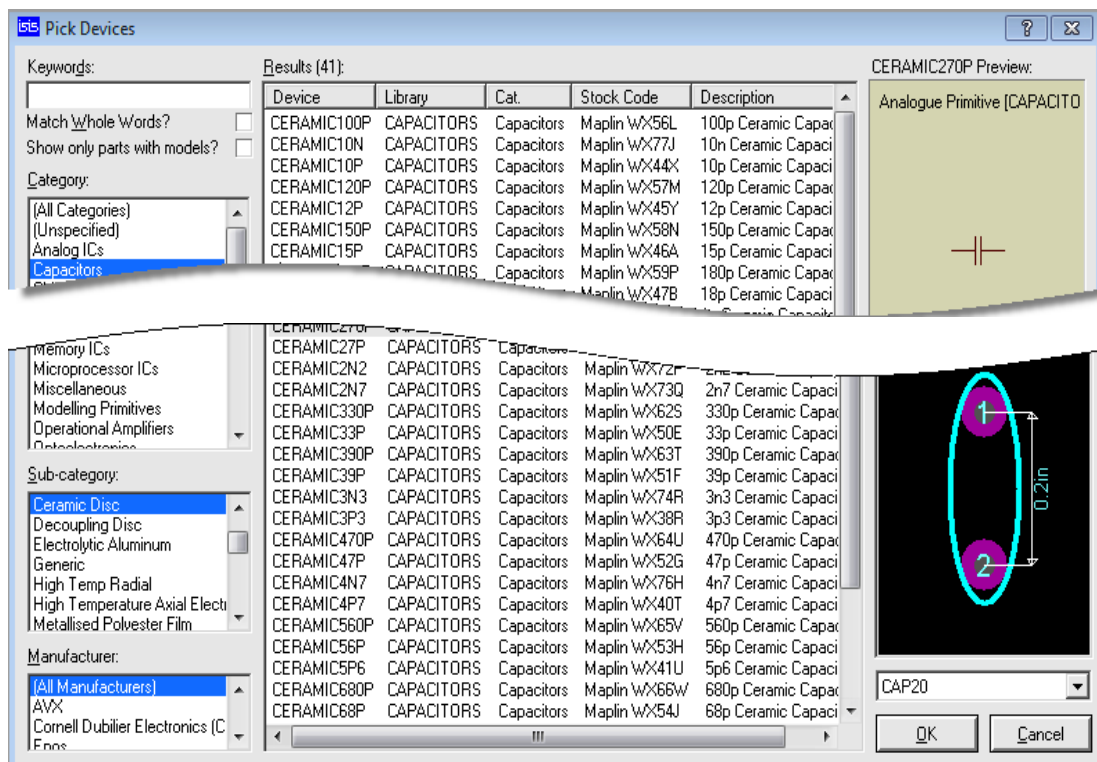 isis Pick Devices
Keywords:
Match Whole Words?
Show only parts with models?
Category:
(All Categories)
(Unspecified)
Analog ICs
Capacitors
Memory ICs
Microprocessor ICs
Miscellaneous
Modelling Primitives
Operational Amplifiers
Optoelectronics
Sub-category:
Ceramic Disc
Decoupling Disc
Electrolytic Aluminum
Generic
High Temp Radial
High Temperature Axial Electr
Metallised Polyester Film
Manufacturer:
(All Manufacturers)
AVX
Cornell Dubilier Electronics (C
Epos
Results (41):
Device Library Cat. Stock Code Description
CERAMIC100P CAPACITORS Capacitors Maplin WX56L 100p Ceramic Capac
CERAMIC10N CAPACITORS Capacitors Maplin WX77J 10n Ceramic Capaci
CERAMIC10P CAPACITORS Capacitors Maplin WX44X 10p Ceramic Capaci
CERAMIC120P CAPACITORS Capacitors Maplin WX57M 120p Ceramic Capac
CERAMIC12P CAPACITORS Capacitors Maplin WX45Y 12p Ceramic Capaci
CERAMIC150P CAPACITORS Capacitors Maplin WX58N 150p Ceramic Capac
CERAMIC15P CAPACITORS Capacitors Maplin WX46A 15p Ceramic Capaci
CAPACITORS Capacitors Maplin WX59P 180p Ceramic Capac
Maplin WX47B 18p Ceramic Capaci
CERAMIC270P
CERAMIC27P CAPACITORS Capacitors
CERAMIC2N2 CAPACITORS Capacitors Maplin
CERAMIC2N7 CAPACITORS Capacitors Maplin WX73Q 2n7 Ceramic Capaci
CERAMIC330P CAPACITORS Capacitors Maplin WX62S 330p Ceramic Capac
CERAMIC33P CAPACITORS Capacitors Maplin WX50E 33p Ceramic Capaci
CERAMIC390P CAPACITORS Capacitors Maplin WX63T 390p Ceramic Capac
CERAMIC39P CAPACITORS Capacitors Maplin WX51F 39p Ceramic Capaci
CERAMIC3N3 CAPACITORS Capacitors Maplin WX74R 3n3 Ceramic Capaci
CERAMIC3P3 CAPACITORS Capacitors Maplin WX38R 3p3 Ceramic Capaci
CERAMIC470P CAPACITORS Capacitors Maplin WX64U 470p Ceramic Capac
CERAMIC47P CAPACITORS Capacitors Maplin WX52G 47p Ceramic Capaci
CERAMIC4N7 CAPACITORS Capacitors Maplin WX76H 4n7 Ceramic Capaci
CERAMIC4P7 CAPACITORS Capacitors Maplin WX40T 4p7 Ceramic Capaci
CERAMIC560P CAPACITORS Capacitors Maplin WX65V 560p Ceramic Capac
CERAMIC56P CAPACITORS Capacitors Maplin WX53H 56p Ceramic Capaci
CERAMIC5P6 CAPACITORS Capacitors Maplin WX41U 5p6 Ceramic Capaci
CERAMIC680P CAPACITORS Capacitors Maplin WX66W 680p Ceramic Capac
CERAMIC68P CAPACITORS Capacitors Maplin WX54J 68p Ceramic Capaci
CERAMIC270P Preview:
Analogue Primitive [CAPACITO
1
0.2in
2
CAP20
OK
Cancel